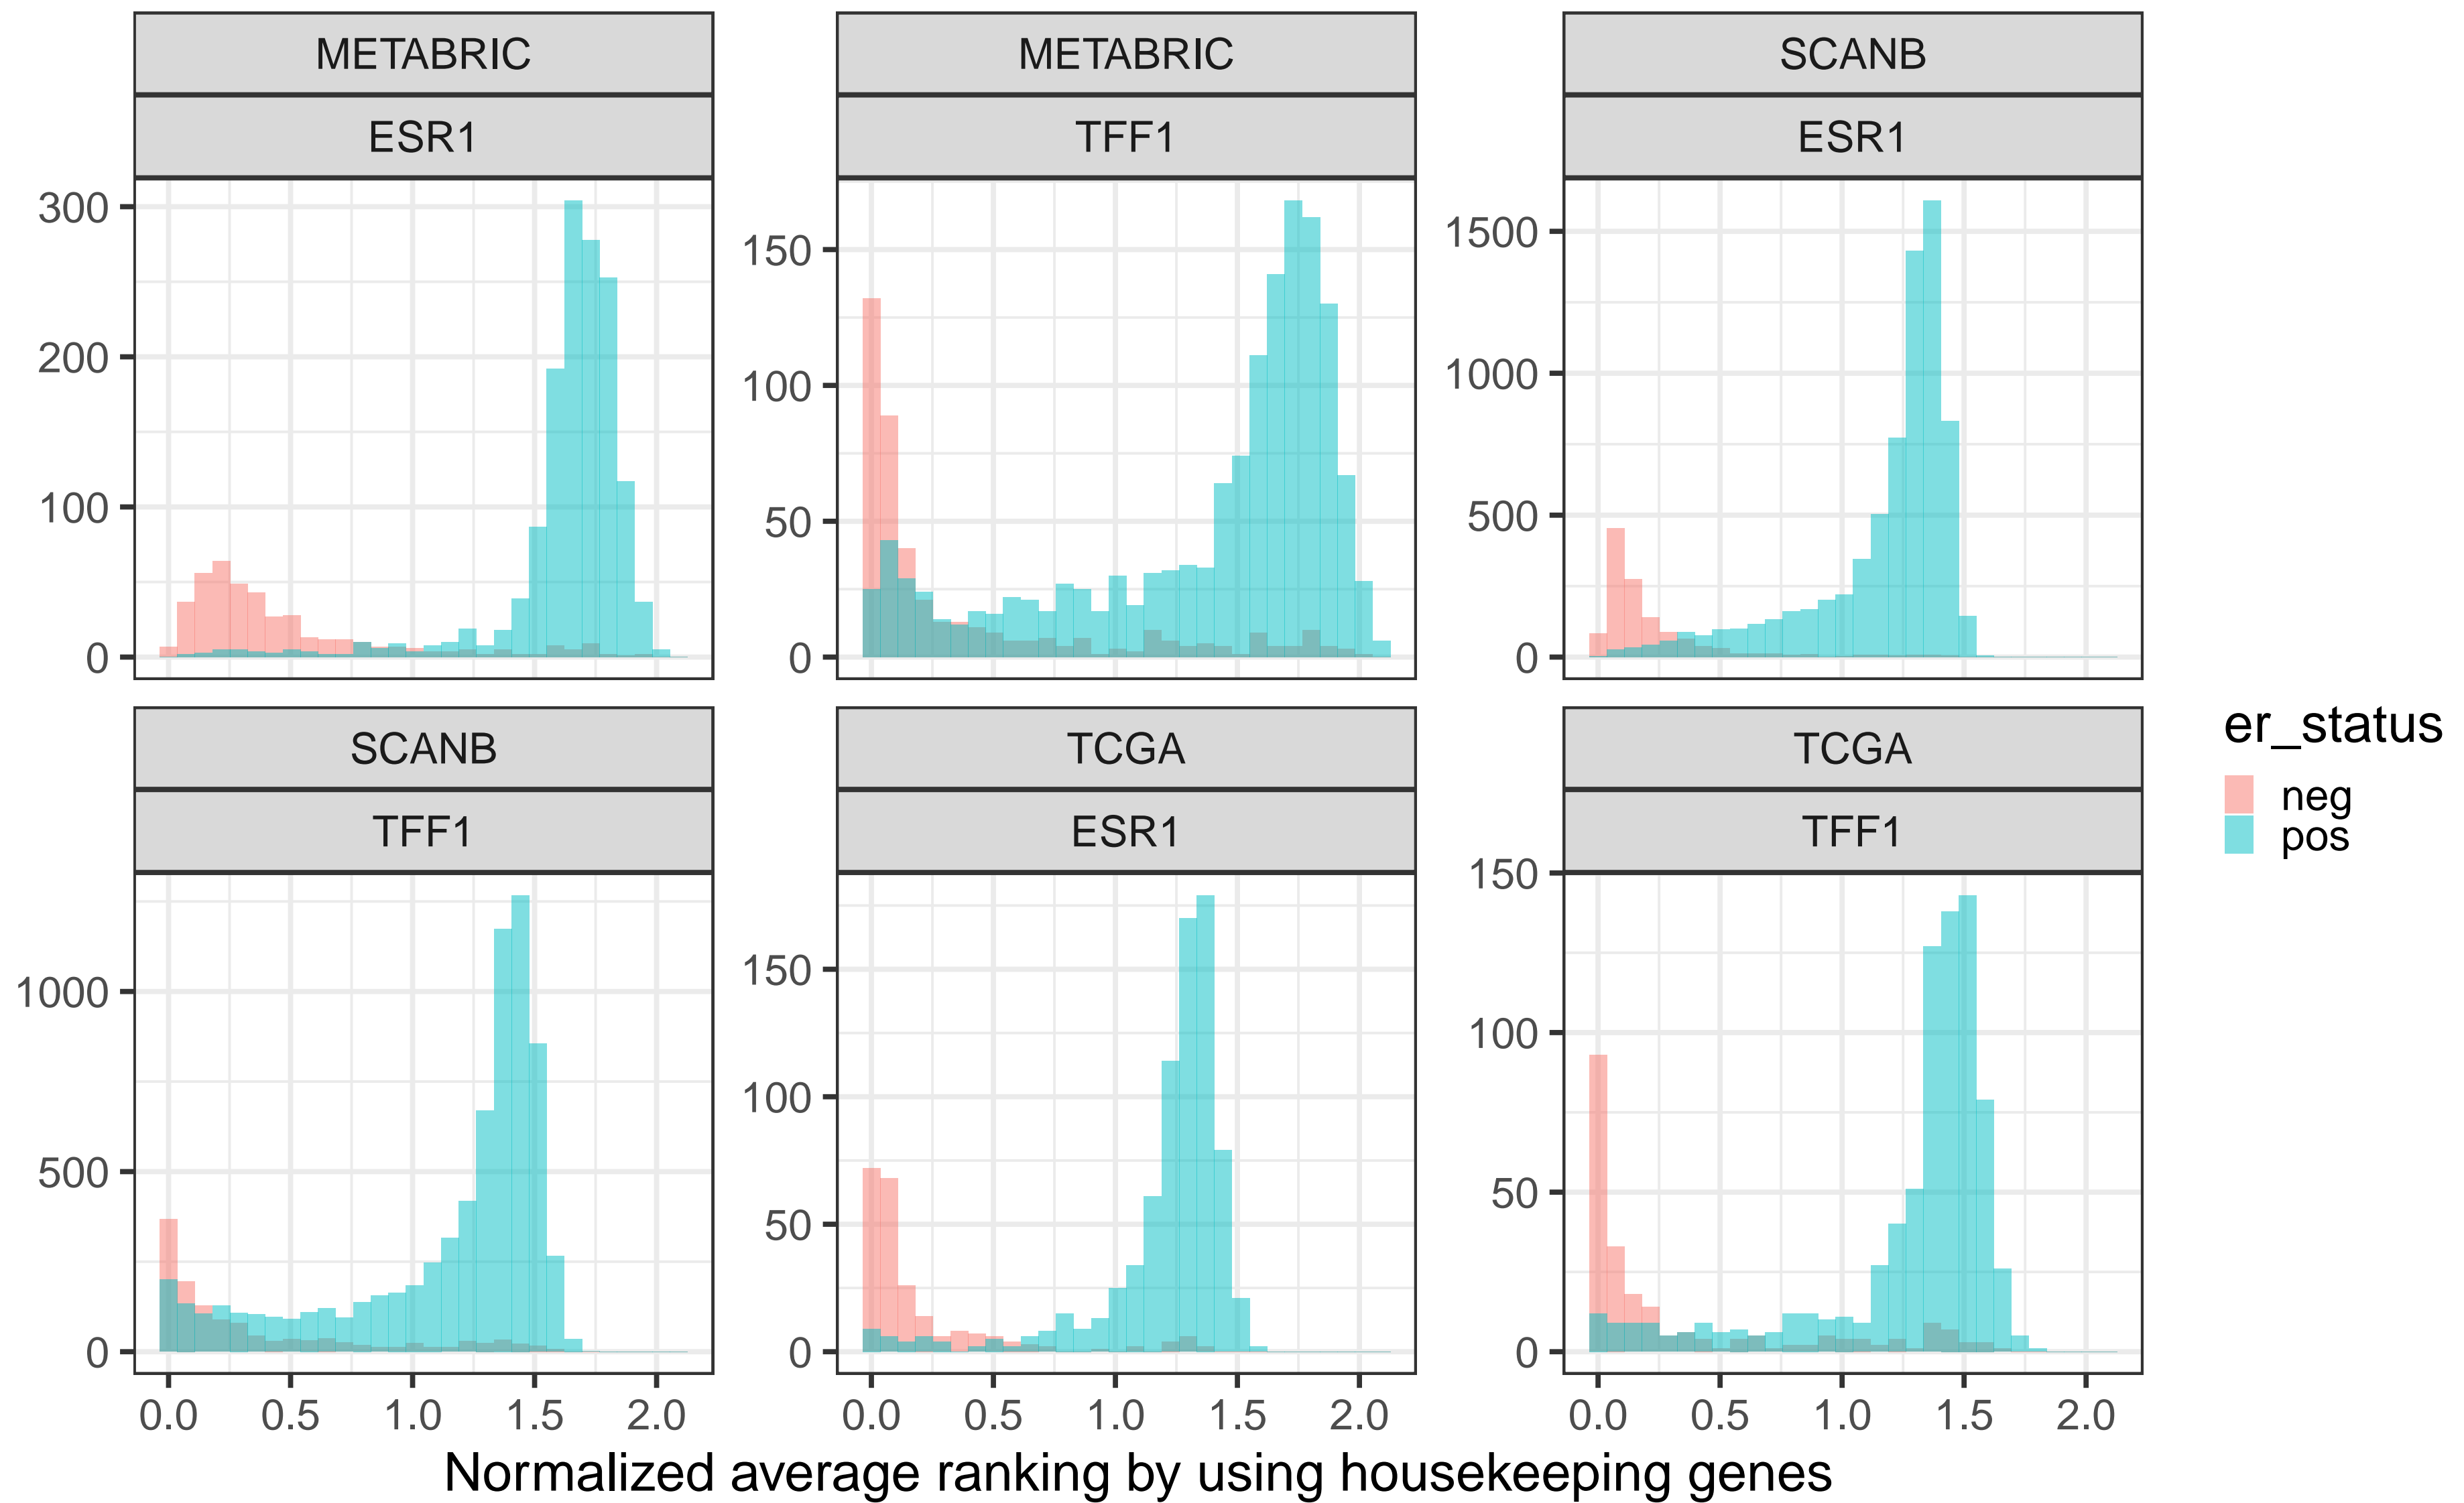 METABRIC
ESR1
300
200
100
0
METABRIC
TFF1
150
100
50
0
SCANB
ESR1
1500
1000
500
0
SCANB
TFF1
1000
500
0
0.0 0.5 1.0 1.5 2.0
TCGA
ESR1
150
100
50
0
0.0 0.5 1.0 1.5 2.0
TCGA
TFF1
150
100
50
0
0.0 0.5 1.0 1.5 2.0
Normalized average ranking by using housekeeping genes
er_status
neg
pos